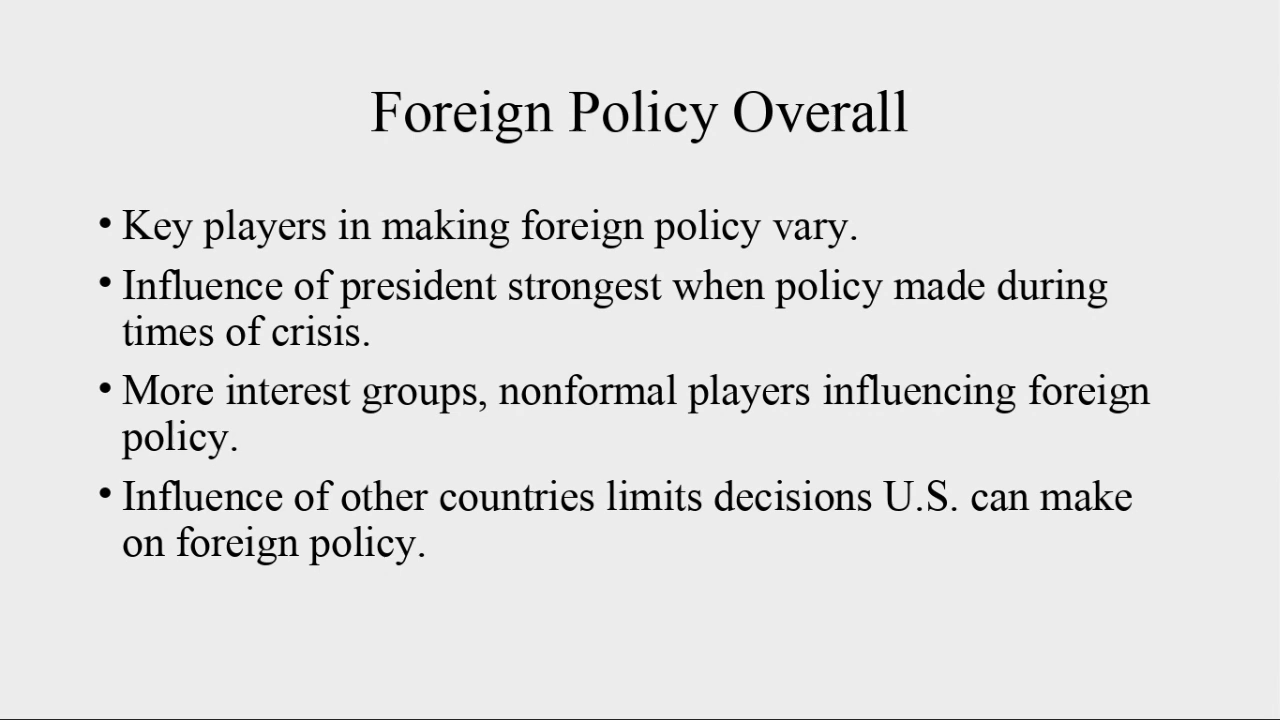 Foreign Policy Overall
• Key players in making foreign policy vary.
• Influence of president strongest when policy made during
times of crisis.
• More interest groups, nonformal players influencing foreign
policy.
• Influence of other countries limits decisions U.S. can make
on foreign policy.